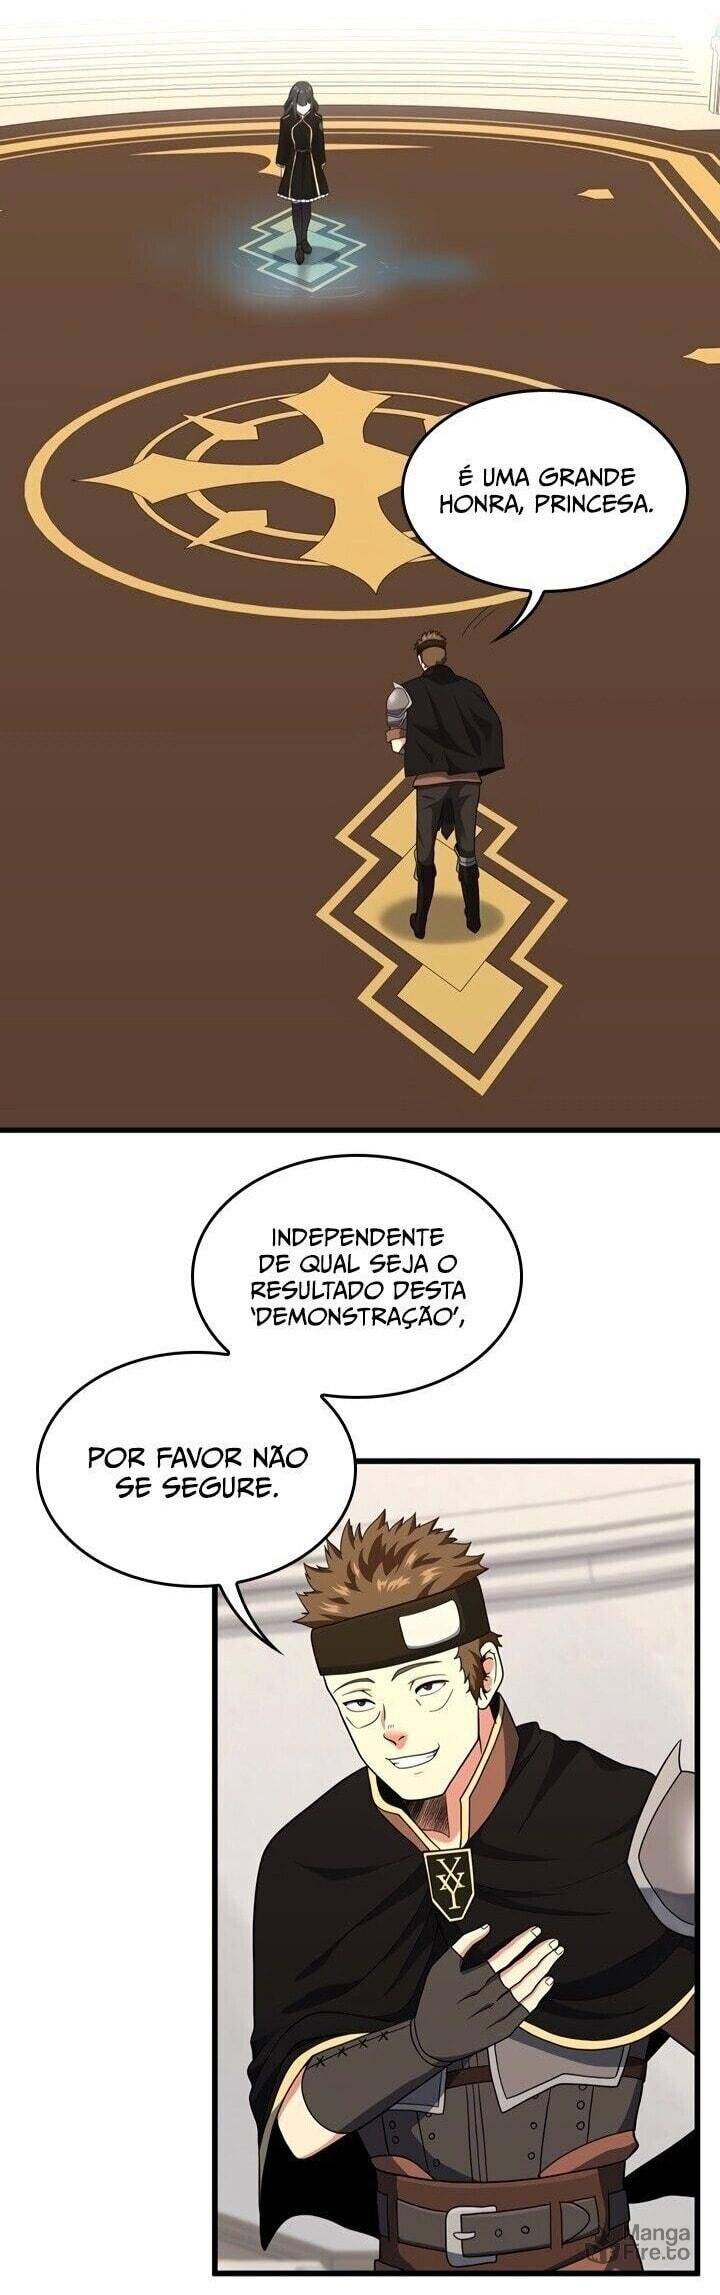 É UMA GRANDE
HONRA, PRINCESA.
INDEPENDENTE
DE QUAL SEJA O
RESULTADO DESTA
'DEMONSTRAÇÃO',
POR FAVOR NÃO
SE SEGURE.
Manga
Fire.to